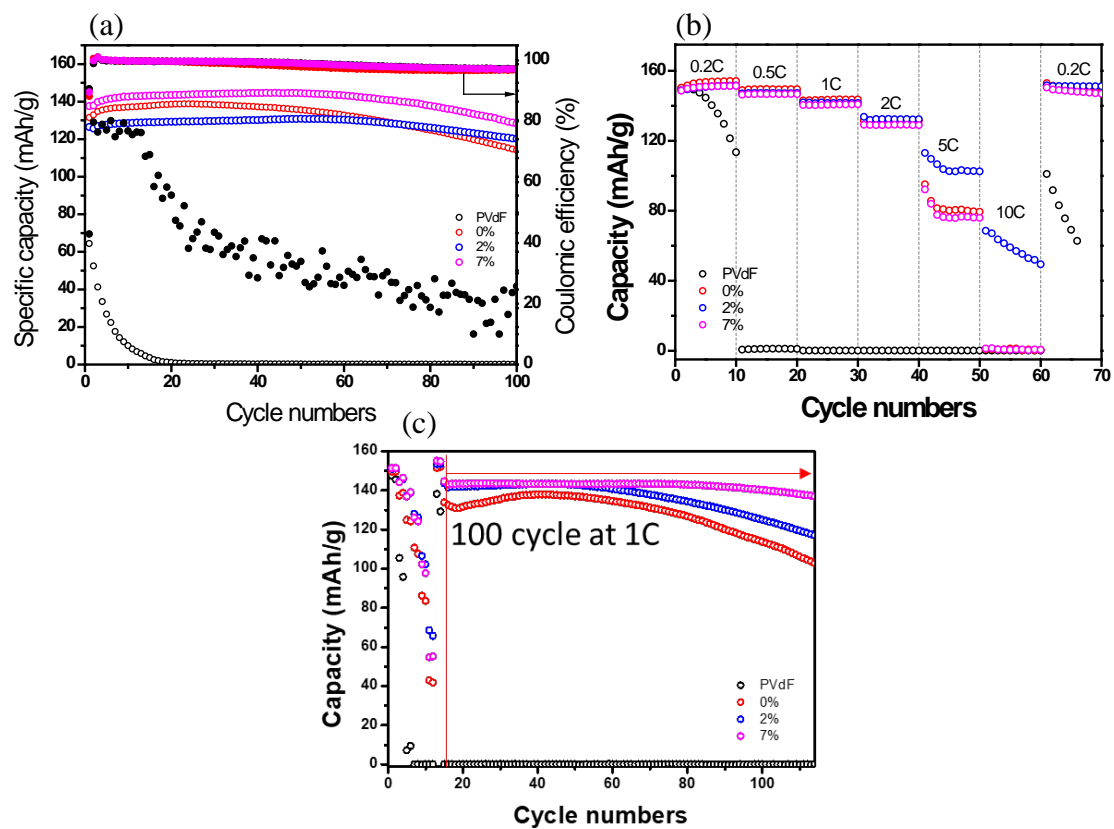 (a)
160
140
120
100
80
60
40
20
0
Specific capacity (mAh/g)
100
80
60
40
20
0
Coulomic efficiency (%)
PVdF
0%
2%
7%
0 20 40 60 80 100
Cycle numbers
(b)
200
160
120
80
40
0
Capacity (mAh/g)
0.2C 0.5C 1C 2C 5C 10C 0.2C
PVdF
0%
2%
7%
0 10 20 30 40 50 60 70
Cycle numbers
(c)
160
140
120
100
80
60
40
20
0
Capacity (mAh/g)
100 cycle at 1C
PVdF
0%
2%
7%
0 20 40 60 80 100
Cycle numbers